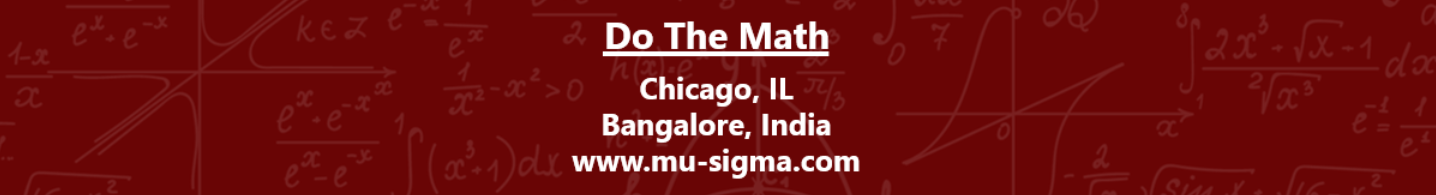 Do The Math
Chicago, IL
Bangalore, India
www.mu-sigma.com